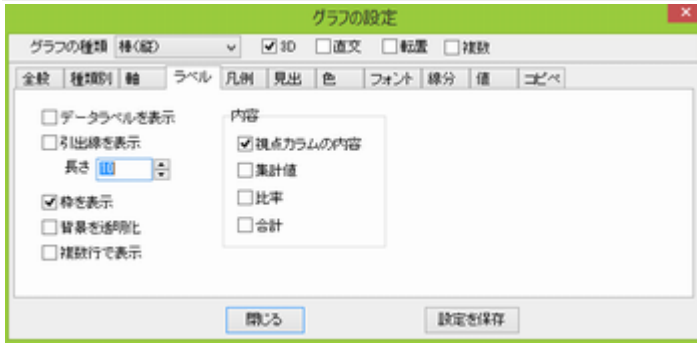 グラフの設定
グラフの種類 棒(縦) 3D 直交 転置 複数
全般 種類別 軸 ラベル 凡例 見出 色 フォント 線分 値 コピペ
データラベルを表示
引出線を表示
長さ 10
枠を表示
背景を透明化
複数行で表示
内容
視点カラムの内容
集計値
比率
合計
閉じる 設定を保存